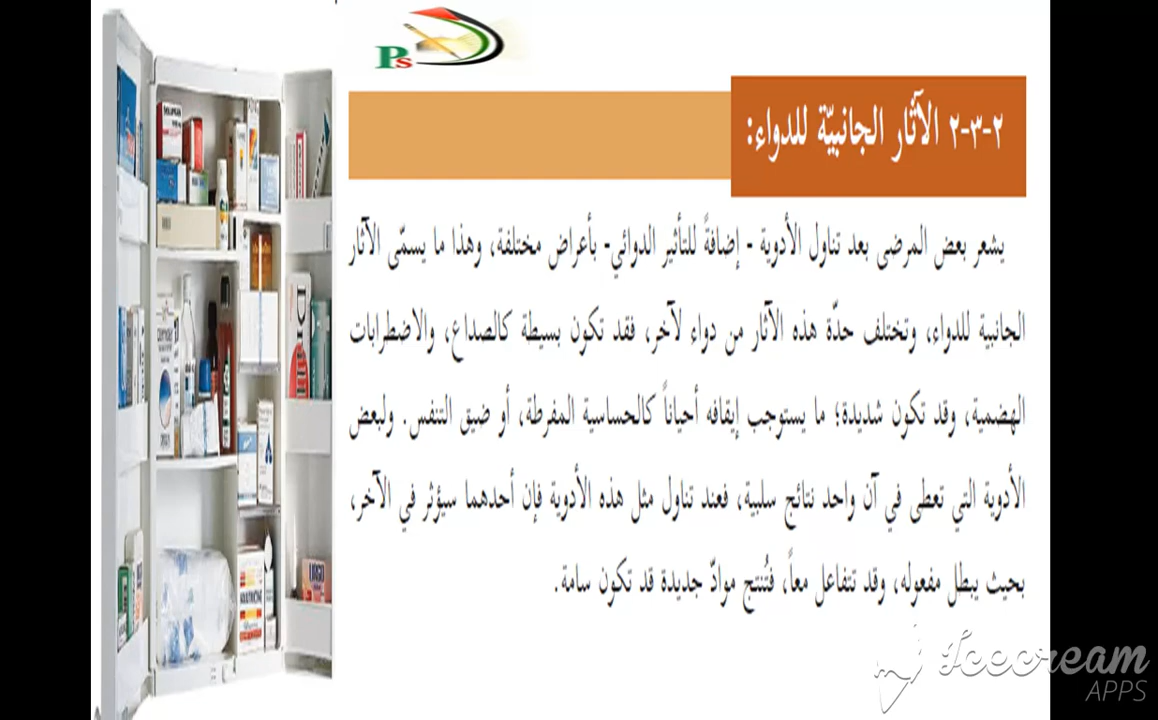 Ps
٢-٣-٢ الآثار الجانبيّة للدواء:
يشعر بعض المرضى بعد تناول الأدوية - إضافةً للتأثير الدوائي- بأعراض مختلفة، وهذا ما يسمّى الآثار
الجانبية للدواء، وتختلف حدّة هذه الآثار من دواء لآخر، فقد تكون بسيطة كالصداع، والاضطرابات
الهضمية، وقد تكون شديدة؛ ما يستوجب إيقافه أحياناً كالحساسية المفرطة، أو ضيق التنفس. ولبعض
الأدوية التي تعطى في آن واحد نتائج سلبية، فعند تناول مثل هذه الأدوية فإن أحدهما سيؤثر في الآخر،
بحيث يبطل مفعوله، وقد تتفاعل معاً، فتُنتج موادّ جديدة قد تكون سامة.
Icecream
APPS